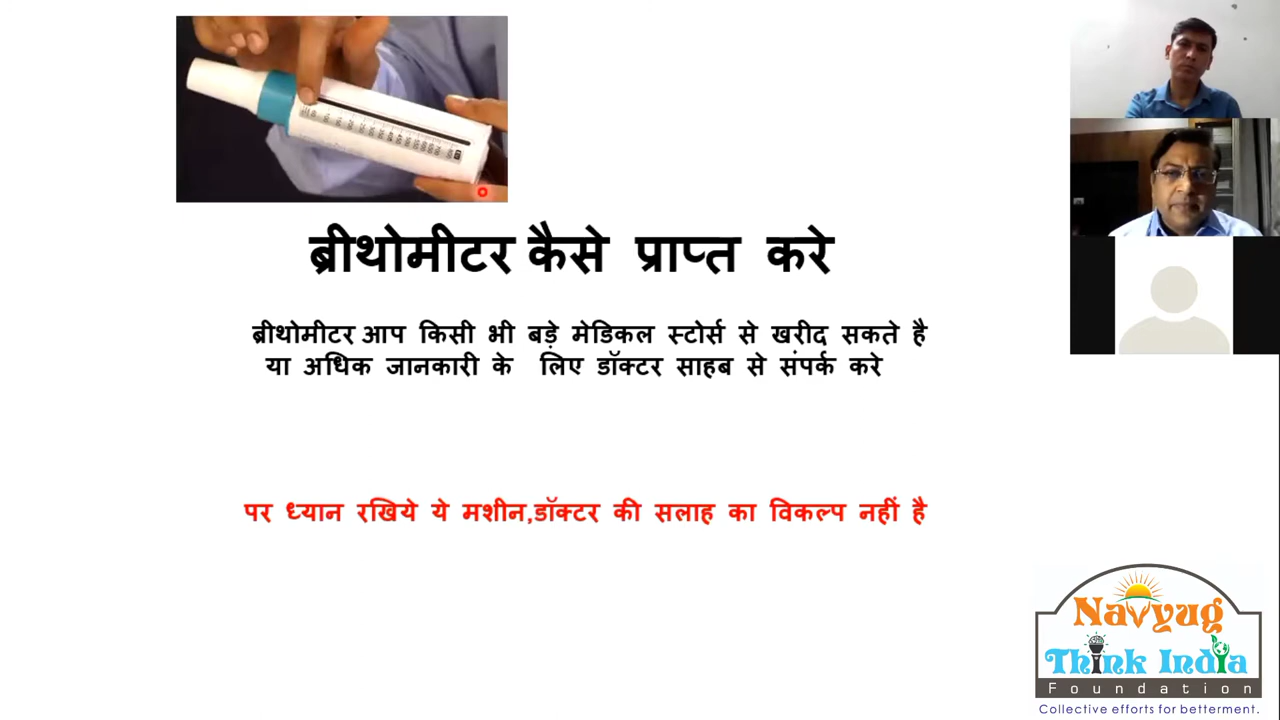 ब्रीथोमीटर कैसे प्राप्त करे
ब्रीथोमीटर आप किसी भी बड़े मेडिकल स्टोर्स से खरीद सकते है
या अधिक जानकारी के लिए डॉक्टर साहब से संपर्क करे
पर ध्यान रखिये ये मशीन,डॉक्टर की सलाह का विकल्प नहीं है
Navyug
Think India
Foundation
Collective efforts for betterment.